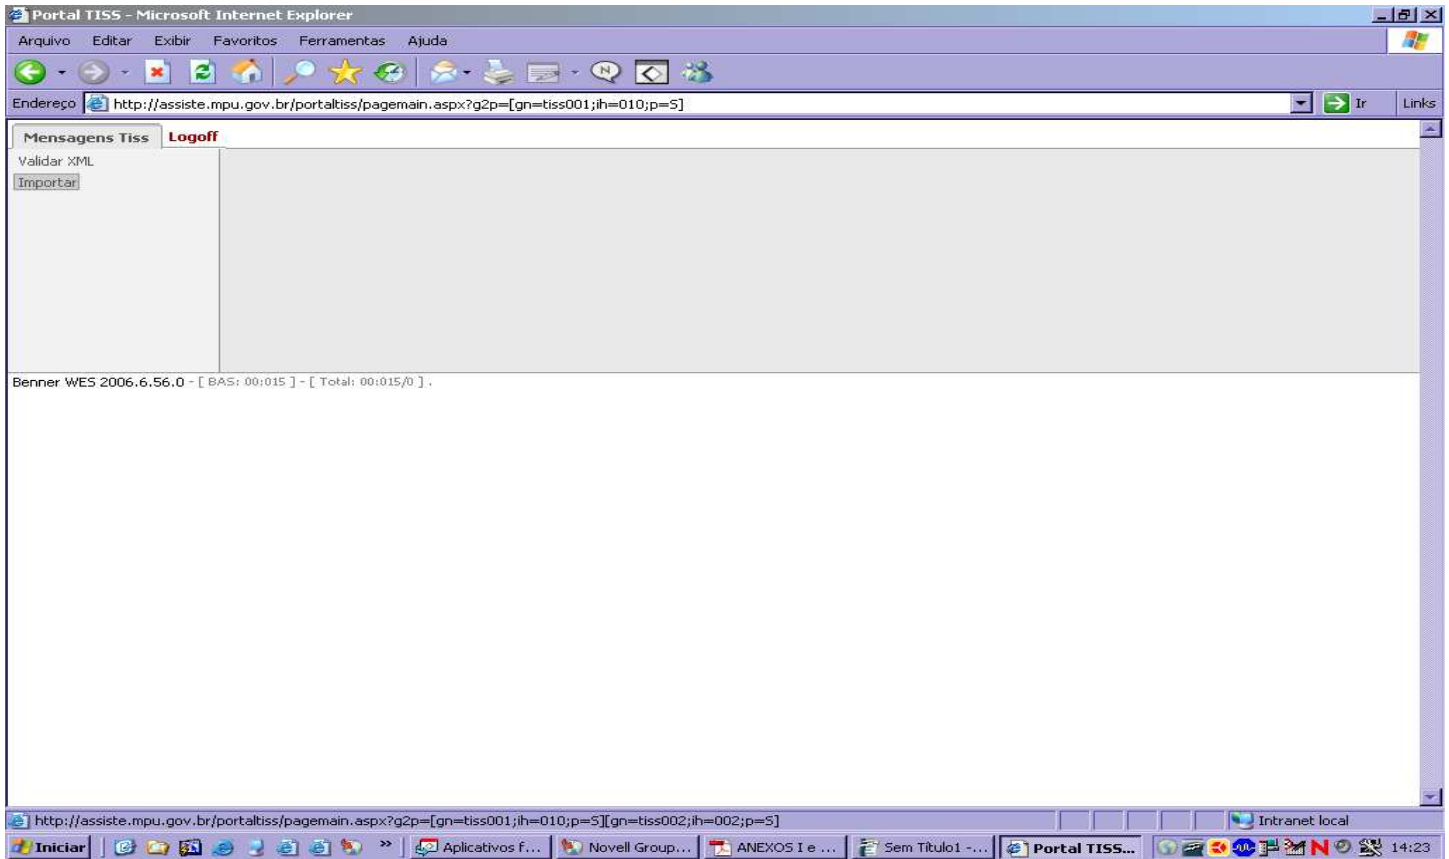 Portal TISS - Microsoft Internet Explorer
Arquivo Editar Exibir Favoritos Ferramentas Ajuda
Endereço http://assiste.mpu.gov.br/portaltiss/pagemain.aspx?g2p=[gn=tiss001;ih=010;p=S] Ir Links
Mensagens Tiss Logoff
Validar XML
Importar
Benner WES 2006.6.56.0 - [ BAS: 00:015 ] - [ Total: 00:015/0 ] .
http://assiste.mpu.gov.br/portaltiss/pagemain.aspx?g2p=[gn=tiss001;ih=010;p=S][gn=tiss002;ih=002;p=S] Intranet local
Iniciar » Aplicativos f... Novell Group... ANEXOS I e ... Sem Título1 -... Portal TISS... 14:23